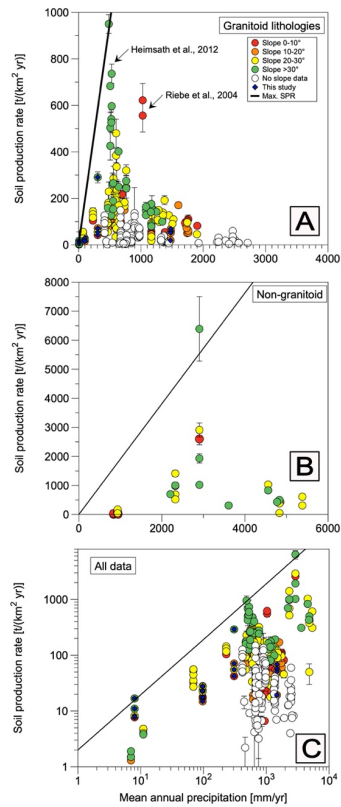 Granitoid lithologies
Slope 0-10°
Slope 10-20°
Slope 20-30°
Slope >30°
No slope data
This study
Max. SPR
Heimsath et al., 2012
Riebe et al., 2004
Soil production rate [t/(km² yr)]
1000
800
600
400
200
100
0
A
0 1000 2000 3000 4000
Non-granitoid
Soil production rate [t/(km² yr)]
8000
7000
6000
5000
4000
3000
2000
1000
0
B
0 2000 4000 6000
All data
Soil production rate [t/(km² yr)]
1000
100
10
1
C
1 10¹ 10² 10³ 10⁴
Mean annual precipitation [mm/yr]